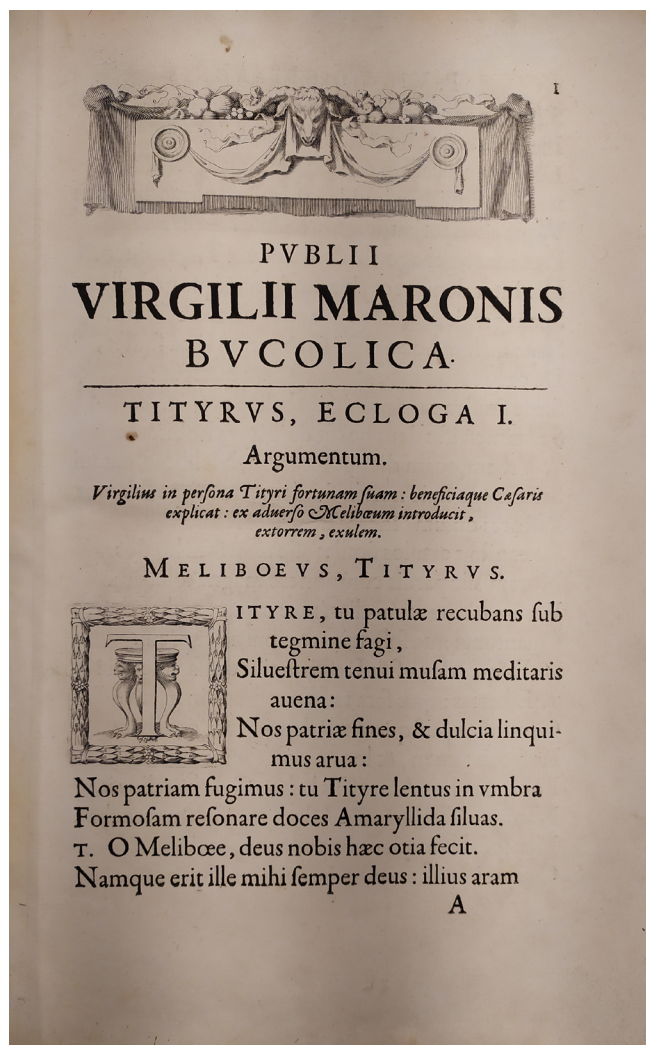 1
PVBLII
VIRGILII MARONIS
BVCOLICA.
TITYRVS, ECLOGA I.
Argumentum.
Virgilius in perſona Tityri fortunam ſuam : beneficiaque Cæſaris
explicat : ex aduerſo Melibœum introducit,
extorrem, exulem.
MELIBOEVS, TITYRVS.
TITYRE, tu patulæ recubans ſub
tegmine fagi,
Silueſtrem tenui muſam meditaris
auena:
Nos patriæ fines, & dulcia linqui-
mus arua :
Nos patriam fugimus : tu Tityre lentus in vmbra
Formoſam reſonare doces Amaryllida ſiluas.
T. O Melibœe, deus nobis hæc otia fecit.
Namque erit ille mihi ſemper deus : illius aram
A